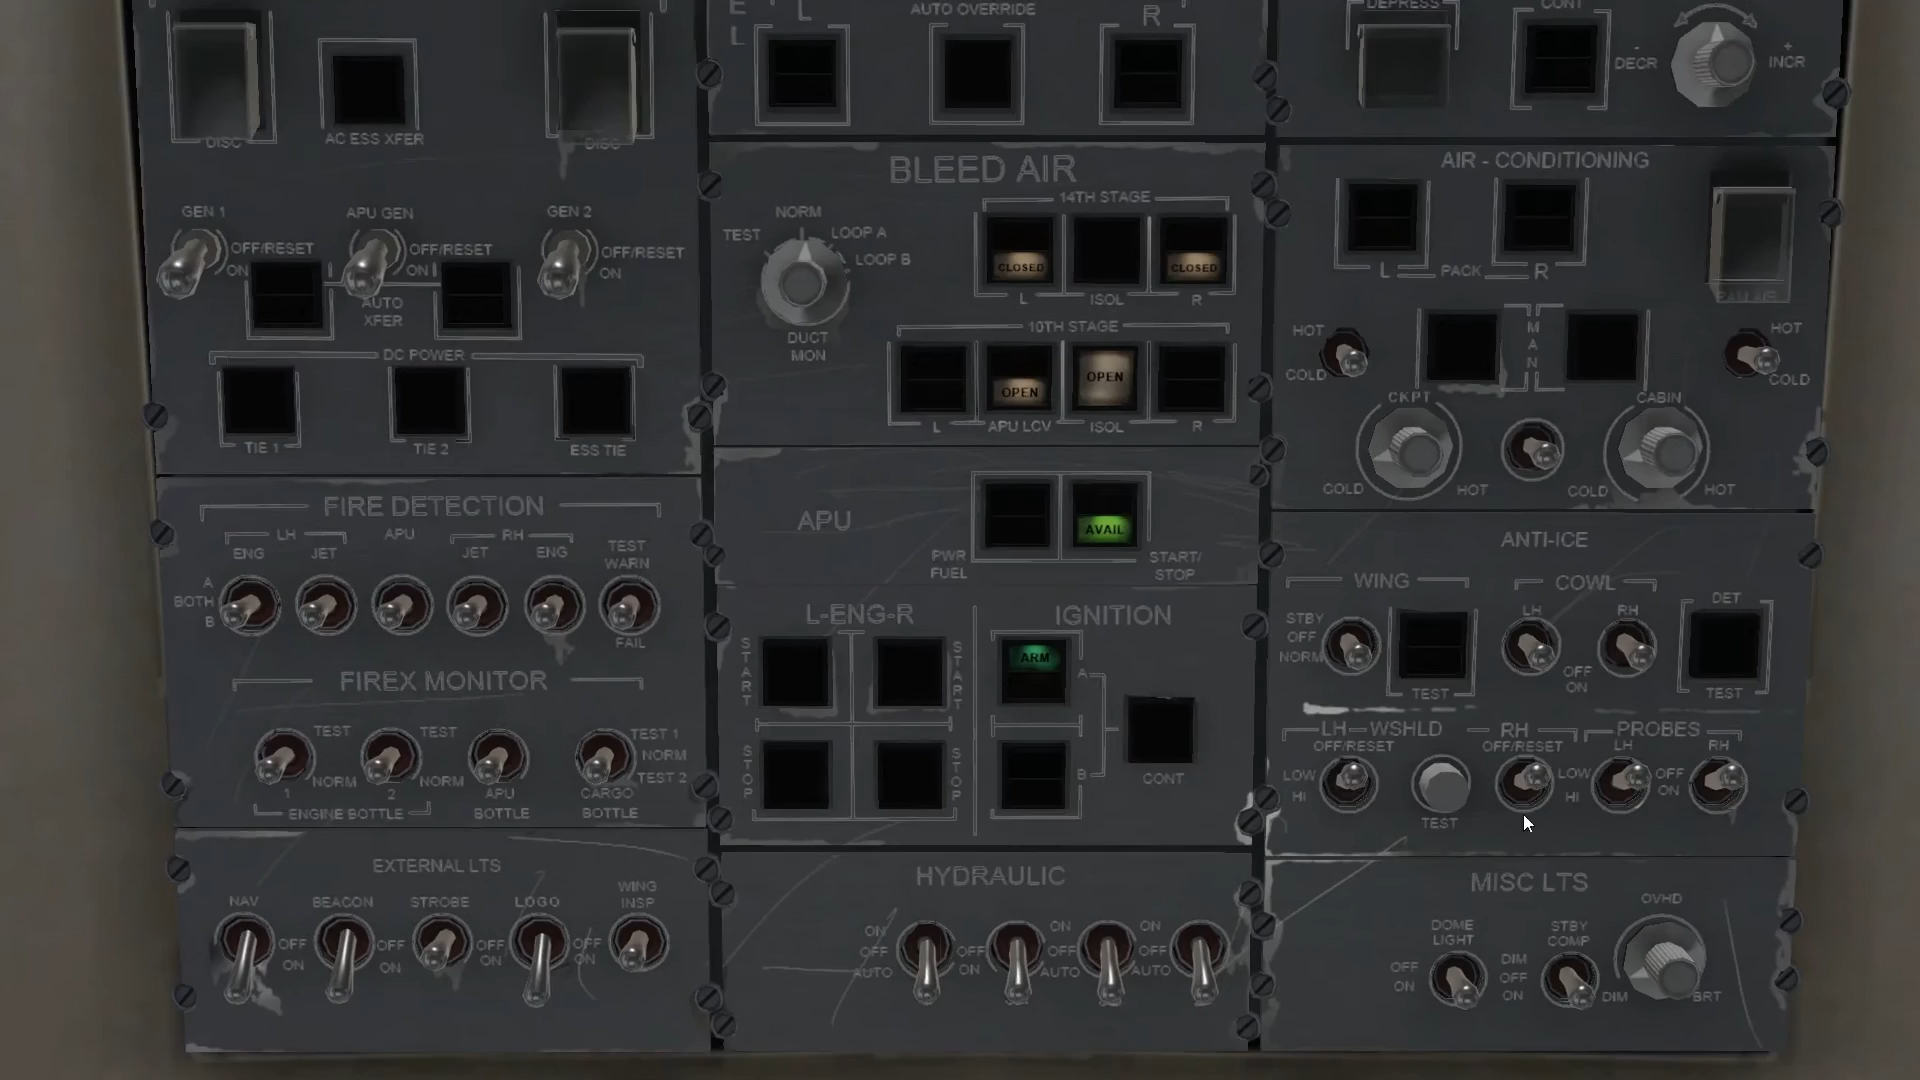 DISC
AC ESS XFER
DISC
GEN 1
APU GEN
GEN 2
OFF/RESET
OFF/RESET
OFF/RESET
ON
ON
ON
AUTO
XFER
DC POWER
TIE 1
TIE 2
ESS TIE
FIRE DETECTION
LH
APU
RH
ENG
JET
JET
ENG
TEST
WARN
A
BOTH
B
FAIL
FIREX MONITOR
TEST
TEST
TEST 1
NORM
NORM
NORM
TEST 2
1
2
APU
CARGO
ENGINE BOTTLE
BOTTLE
BOTTLE
EXTERNAL LTS
NAV
BEACON
STROBE
LOGO
WING
INSP
OFF
OFF
OFF
OFF
ON
ON
ON
ON
L
AUTO OVERRIDE
R
E
L
BLEED AIR
14TH STAGE
NORM
TEST
LOOP A
LOOP B
DUCT
MON
CLOSED
CLOSED
L
ISOL
R
10TH STAGE
OPEN
OPEN
L
APU LCV
ISOL
R
APU
AVAIL
PWR
FUEL
START/
STOP
L-ENG-R
IGNITION
START
START
ARM
A
STOP
STOP
B
CONT
HYDRAULIC
ON
ON
ON
OFF
OFF
OFF
OFF
AUTO
ON
AUTO
AUTO
DEPRESS
CONT
-
DECR
+
INCR
AIR - CONDITIONING
L
PACK
R
RAM AIR
HOT
MAN
HOT
COLD
COLD
CKPT
CABIN
COLD
HOT
COLD
HOT
ANTI-ICE
WING
COWL
STBY
OFF
NORM
LH
RH
DET
TEST
OFF
ON
TEST
LH
WSHLD
RH
PROBES
OFF/RESET
OFF/RESET
LH
RH
LOW
HI
LOW
HI
OFF
ON
TEST
MISC LTS
DOME
LIGHT
STBY
COMP
OVHD
OFF
ON
DIM
OFF
ON
DIM
BRT